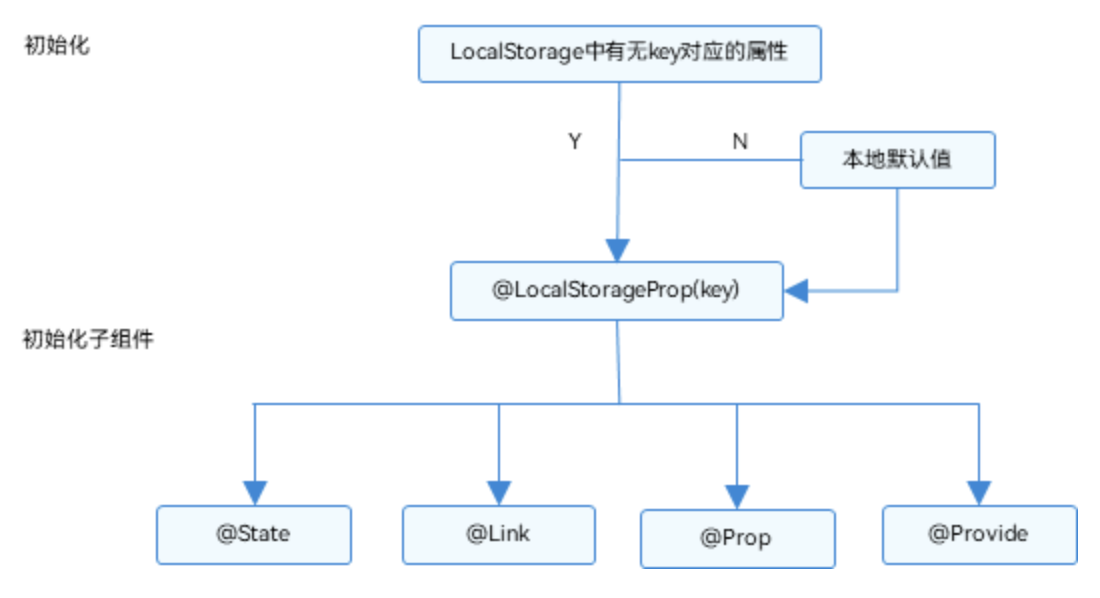 初始化
LocalStorage中有无key对应的属性
Y
N
本地默认值
@LocalStorageProp(key)
初始化子组件
@State
@Link
@Prop
@Provide